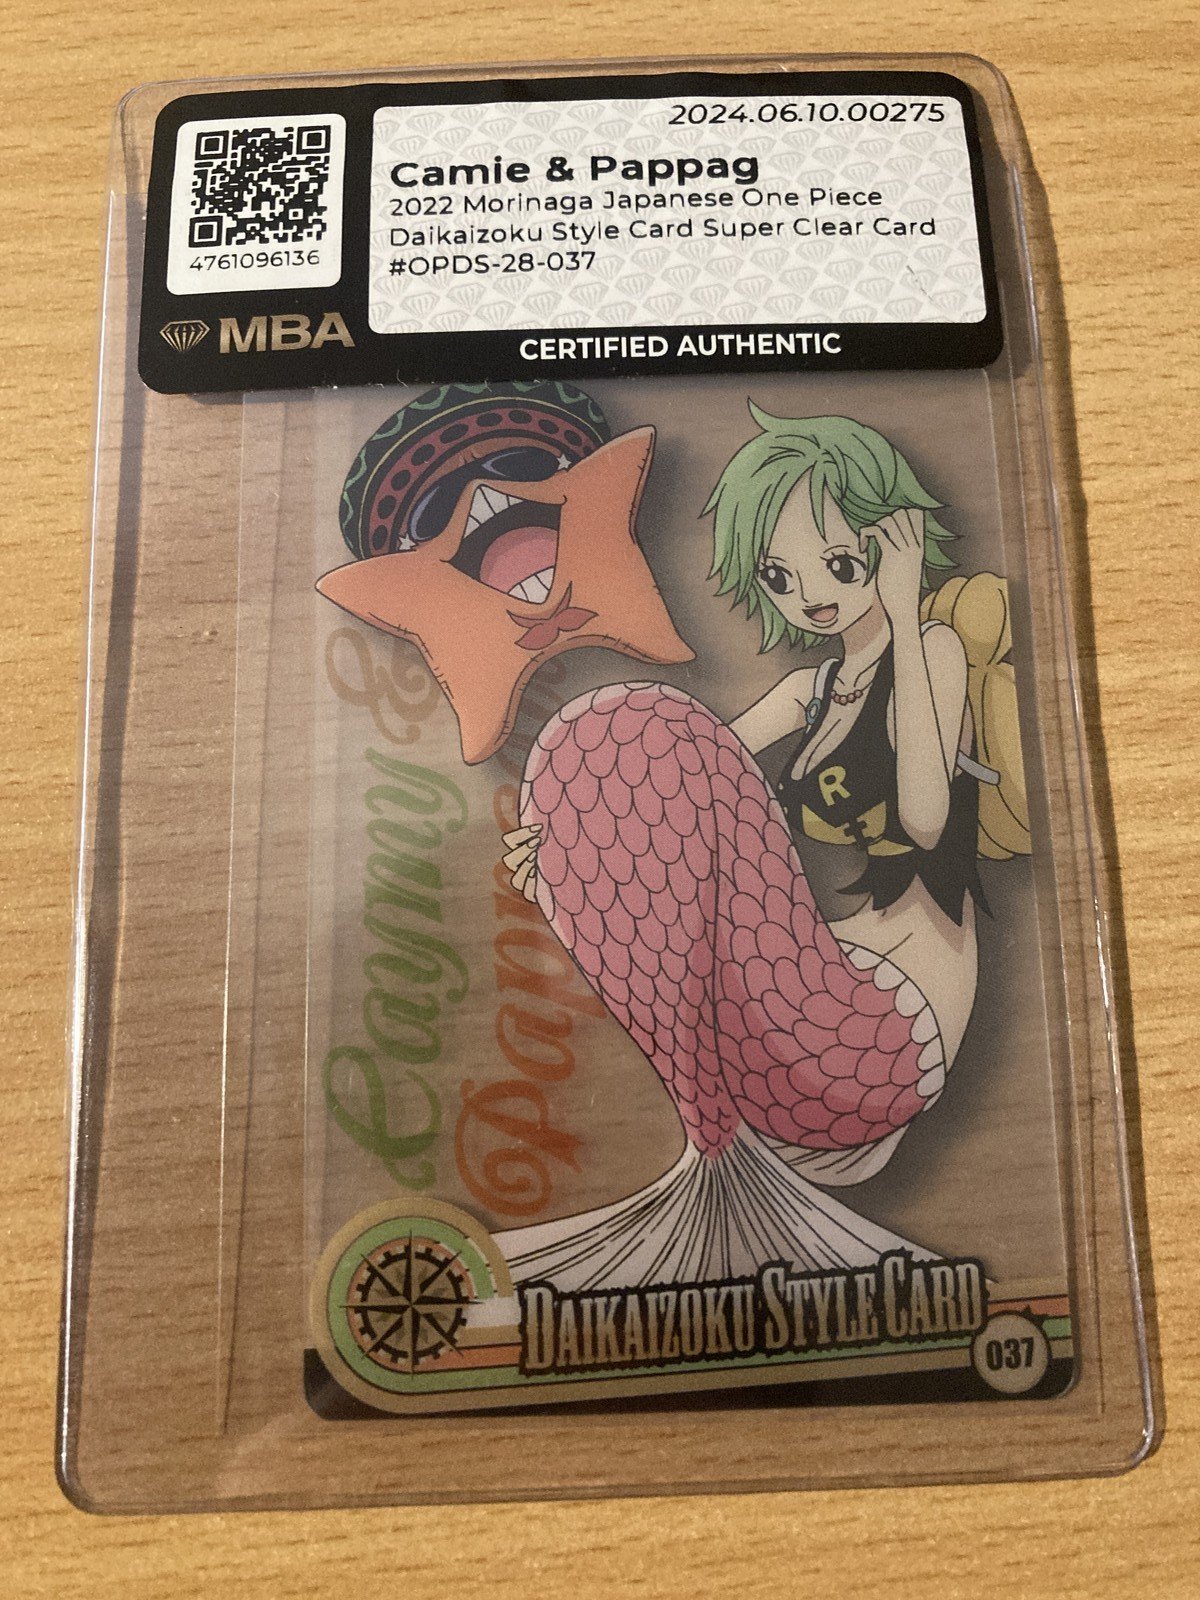 2024.06.10.00275
Camie & Pappag
2022 Morinaga Japanese One Piece
Daikaizoku Style Card Super Clear Card
#OPDS-28-037
4761096136
MBA
CERTIFIED AUTHENTIC
R
Caymy &
DAIKAIZOKU STYLE CARD
037